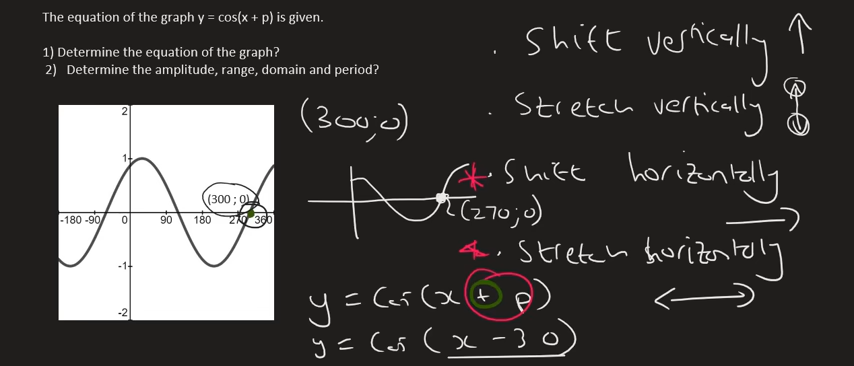 The equation of the graph y = cos(x + p) is given.
1) Determine the equation of the graph?
2) Determine the amplitude, range, domain and period?
2
1
(300 ; 0)
-180 -90 0 90 180 270 360
-1
-2
(300;0)
(270;0)
. Shift vertically
. Stretch vertically
. Shift horizontally
. Stretch horizontally
y = Cos (x + p)
y = Cos (x - 30)